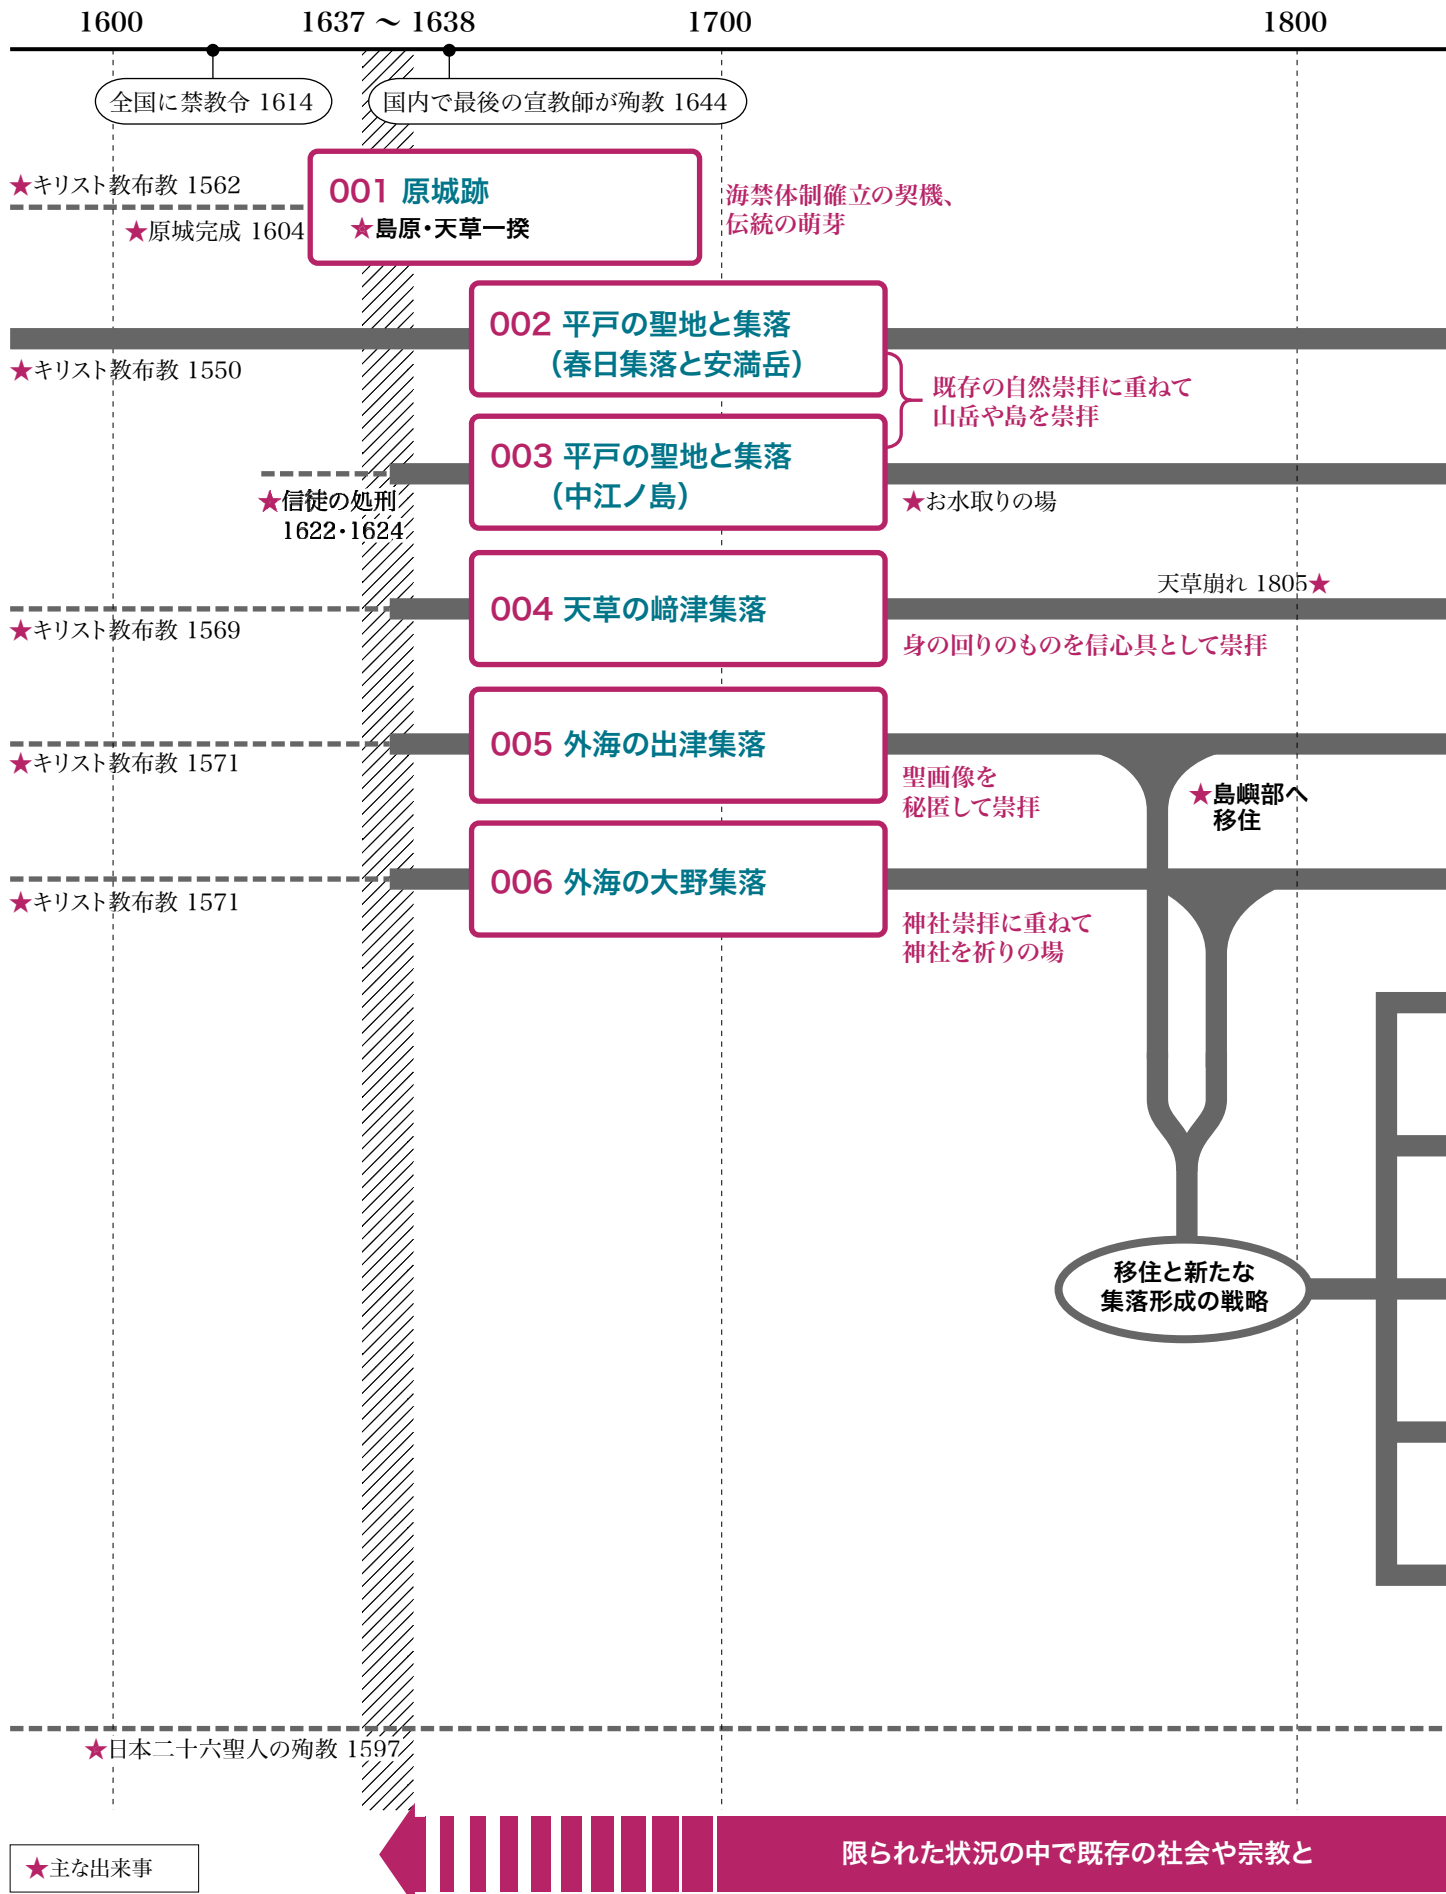 1600
1637 ～ 1638
1700
1800
全国に禁教令 1614
国内で最後の宣教師が殉教 1644
★キリスト教布教 1562
★原城完成 1604
001 原城跡
★島原・天草一揆
海禁体制確立の契機、
伝統の萌芽
002 平戸の聖地と集落
（春日集落と安満岳）
★キリスト教布教 1550
既存の自然崇拝に重ねて
山岳や島を崇拝
003 平戸の聖地と集落
（中江ノ島）
★信徒の処刑
1622・1624
★お水取りの場
004 天草の﨑津集落
★キリスト教布教 1569
天草崩れ 1805★
身の回りのものを信心具として崇拝
005 外海の出津集落
★キリスト教布教 1571
聖画像を
秘匿して崇拝
★島嶼部へ
移住
006 外海の大野集落
★キリスト教布教 1571
神社崇拝に重ねて
神社を祈りの場
移住と新たな
集落形成の戦略
★日本二十六聖人の殉教 1597
限られた状況の中で既存の社会や宗教と
★主な出来事